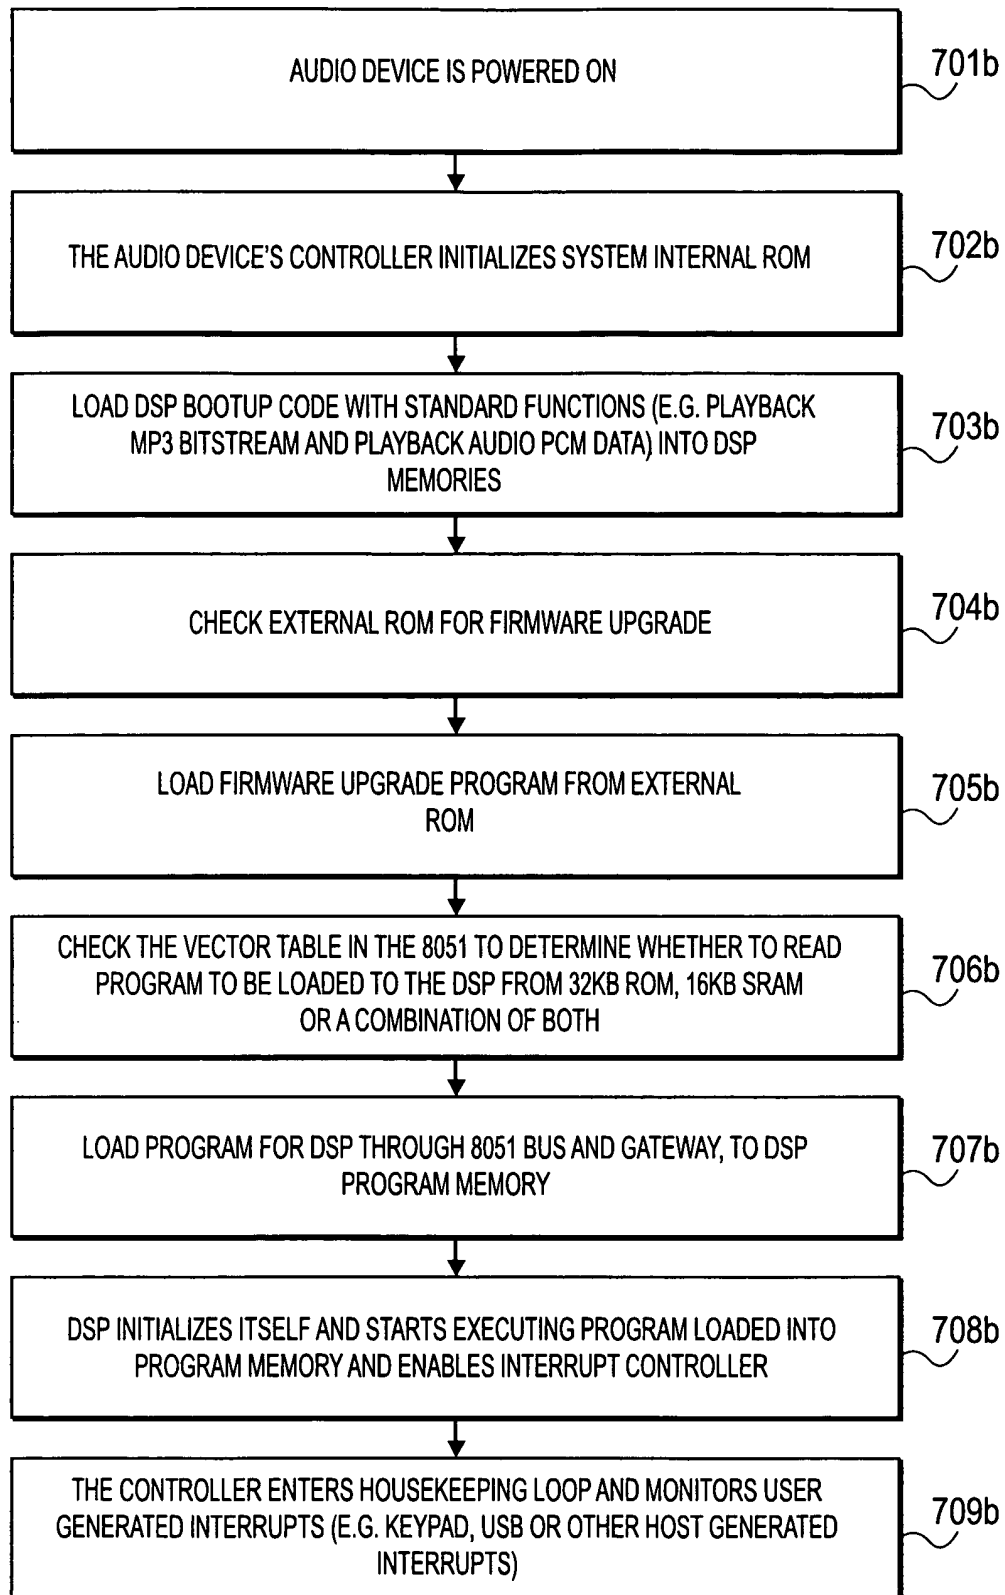 AUDIO DEVICE IS POWERED ON
701b
THE AUDIO DEVICE'S CONTROLLER INITIALIZES SYSTEM INTERNAL ROM
702b
LOAD DSP BOOTUP CODE WITH STANDARD FUNCTIONS (E.G. PLAYBACK
MP3 BITSTREAM AND PLAYBACK AUDIO PCM DATA) INTO DSP
MEMORIES
703b
CHECK EXTERNAL ROM FOR FIRMWARE UPGRADE
704b
LOAD FIRMWARE UPGRADE PROGRAM FROM EXTERNAL
ROM
705b
CHECK THE VECTOR TABLE IN THE 8051 TO DETERMINE WHETHER TO READ
PROGRAM TO BE LOADED TO THE DSP FROM 32KB ROM, 16KB SRAM
OR A COMBINATION OF BOTH
706b
LOAD PROGRAM FOR DSP THROUGH 8051 BUS AND GATEWAY, TO DSP
PROGRAM MEMORY
707b
DSP INITIALIZES ITSELF AND STARTS EXECUTING PROGRAM LOADED INTO
PROGRAM MEMORY AND ENABLES INTERRUPT CONTROLLER
708b
THE CONTROLLER ENTERS HOUSEKEEPING LOOP AND MONITORS USER
GENERATED INTERRUPTS (E.G. KEYPAD, USB OR OTHER HOST GENERATED
INTERRUPTS)
709b